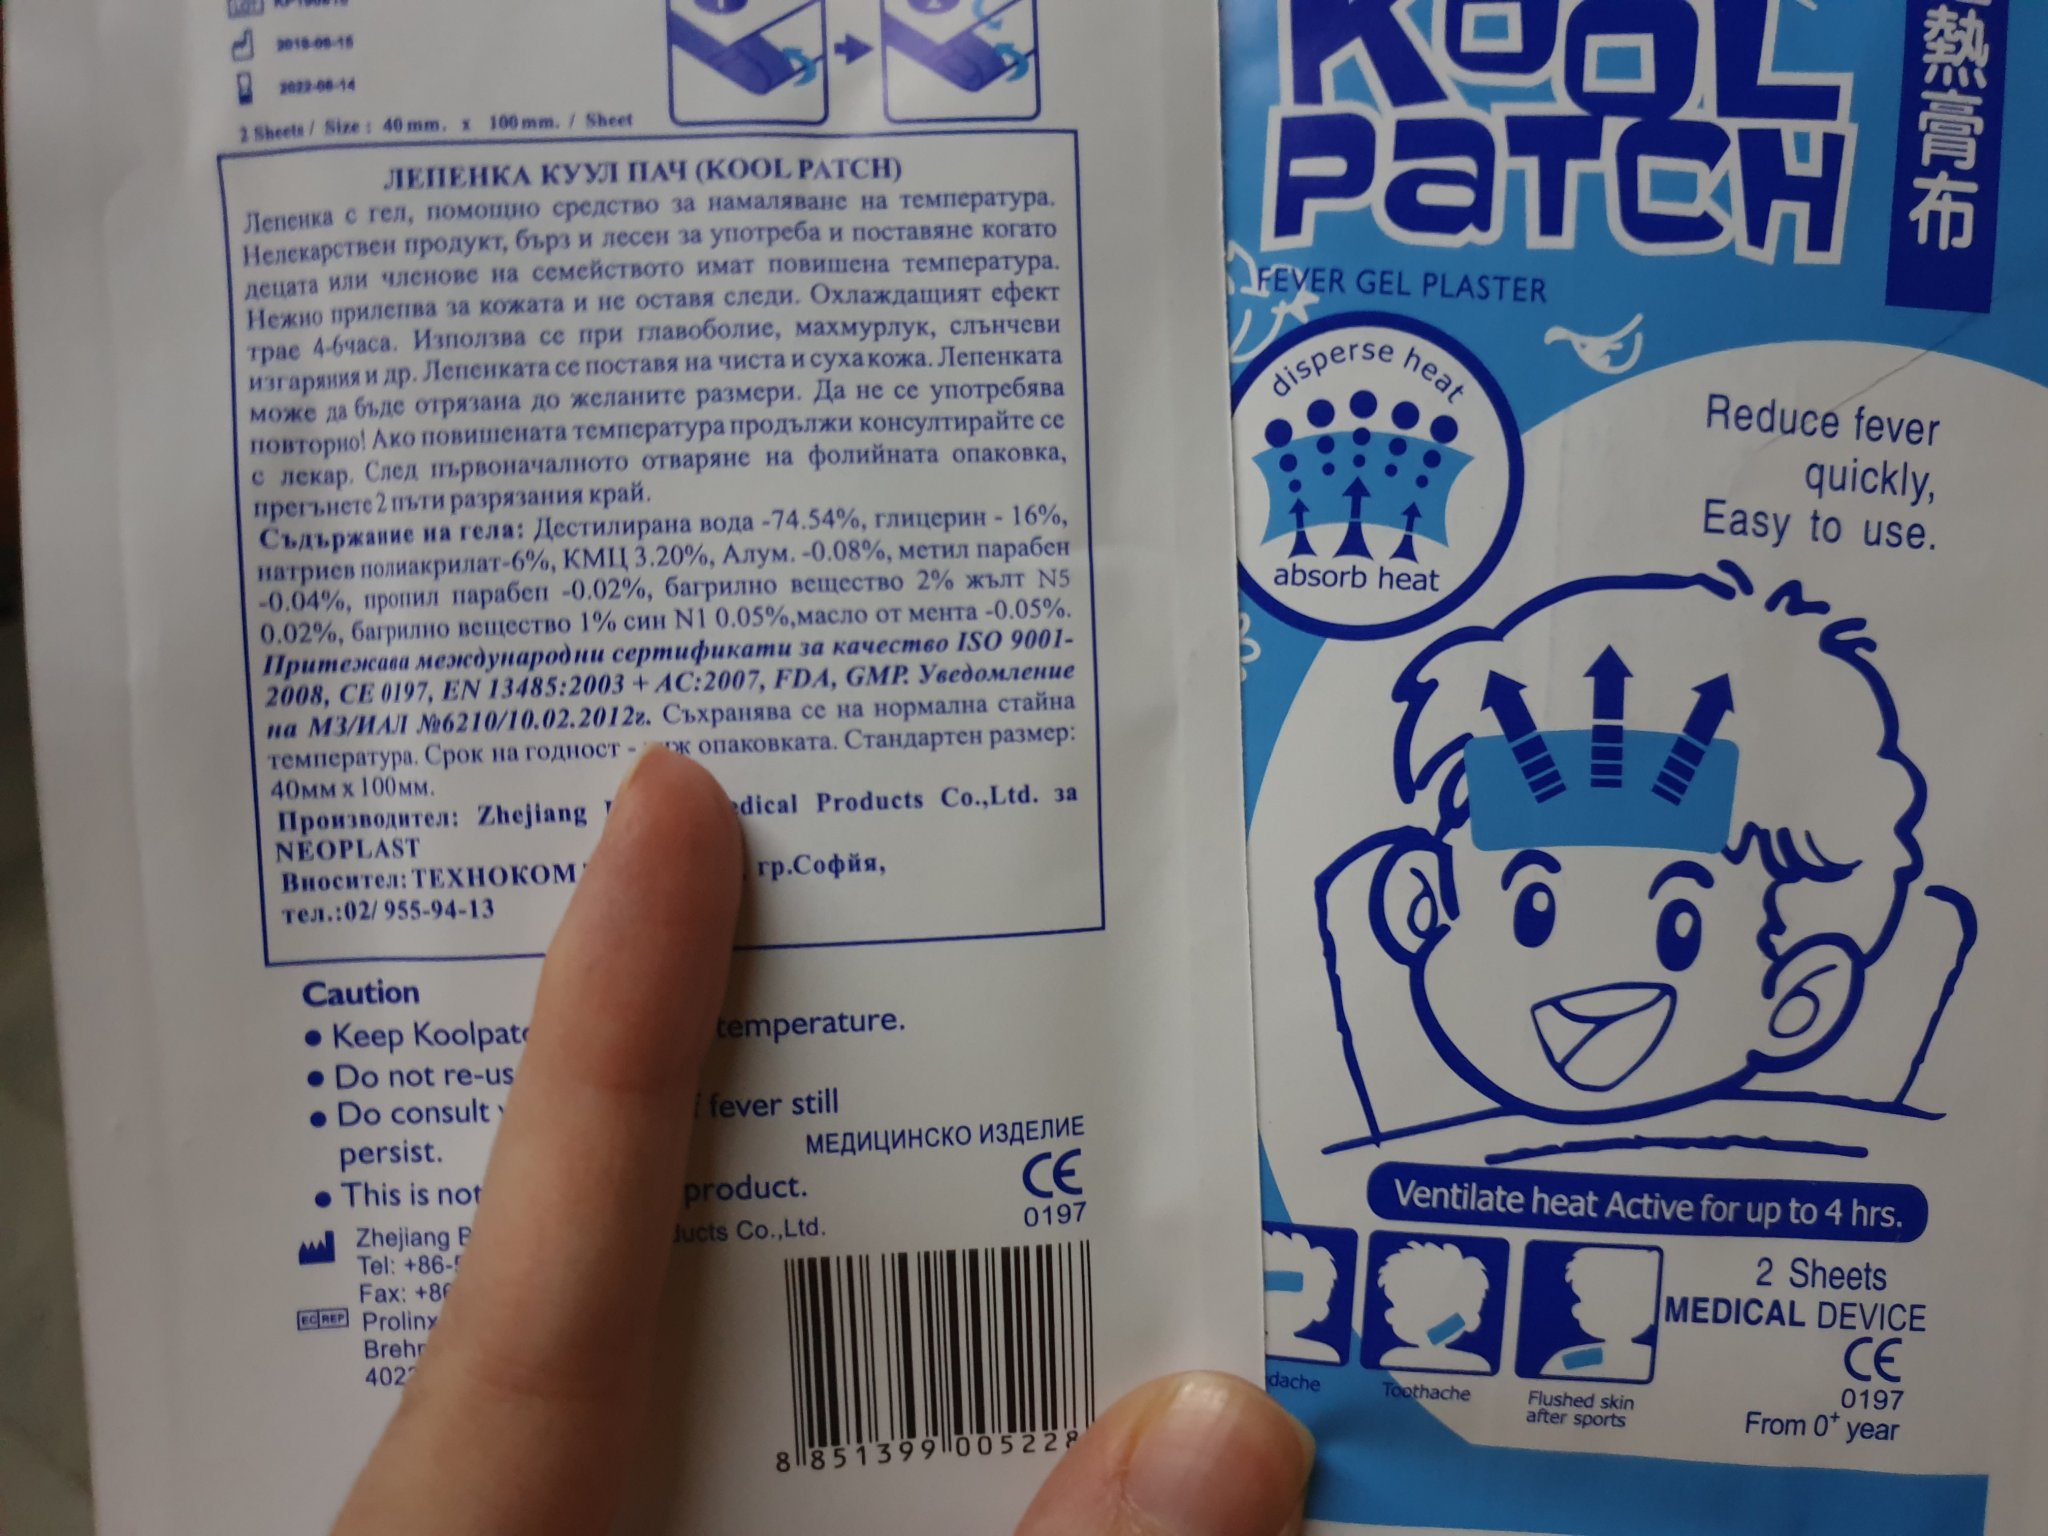 2022-06-14
2 Sheets / Size : 40 mm. x 100 mm. / Sheet
ЛЕПЕНКА КУУЛ ПАЧ (KOOL PATCH)
Лепенка с гел, помощно средство за намаляване на температура.
Нелекарствен продукт, бърз и лесен за употреба и поставяне когато
децата или членове на семейството имат повишена температура.
Нежно прилепва за кожата и не оставя следи. Охлаждащият ефект
трае 4-6часа. Използва се при главоболие, махмурлук, слънчеви
изгаряния и др. Лепенката се поставя на чиста и суха кожа. Лепенката
може да бъде отрязана до желаните размери. Да не се употребява
повторно! Ако повишената температура продължи консултирайте се
с лекар. След първоначалното отваряне на фолийната опаковка,
прегънете 2 пъти разрязания край.
Съдържание на гела: Дестилирана вода -74.54%, глицерин - 16%,
натриев полиакрилат-6%, КМЦ 3.20%, Алум. -0.08%, метил парабен
-0.04%, пропил парабен -0.02%, багрилно вещество 2% жълт N5
0.02%, багрилно вещество 1% син N1 0.05%,масло от мента -0.05%.
Притежава международни сертификати за качество ISO 9001-
2008, CE 0197, EN 13485:2003 + AC:2007, FDA, GMP. Уведомление
на МЗ/ИАЛ №6210/10.02.2012г. Съхранява се на нормална стайна
температура. Срок на годност - опаковката. Стандартен размер:
40мм x 100мм.
Производител: Zhejiang Products Co.,Ltd. за
NEOPLAST
Вносител: ТЕХНОКОМ гр.Софйя,
тел.:02/ 955-94-13
Caution
• Keep temperature.
• Do not
• Do consult fever still
persist.
• This is not product.
МЕДИЦИНСКО ИЗДЕЛИЕ
CE
0197
Zhejiang Co.,Ltd.
Tel:
Fax:
EC REP Prolinx
8 851399 005228
KOOL
PATCH
熱膏布
FEVER GEL PLASTER
disperse heat
absorb heat
Reduce fever
quickly,
Easy to use.
Ventilate heat Active for up to 4 hrs.
Toothache
Flushed skin
after sports
2 Sheets
MEDICAL DEVICE
CE
0197
From 0+ year